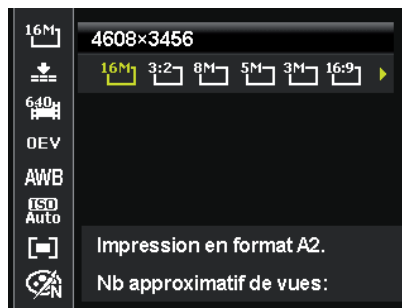 16M
4608×3456
16M 3:2 8M 5M 3M 16:9
640
0EV
AWB
ISO
Auto
N
Impression en format A2.
Nb approximatif de vues: